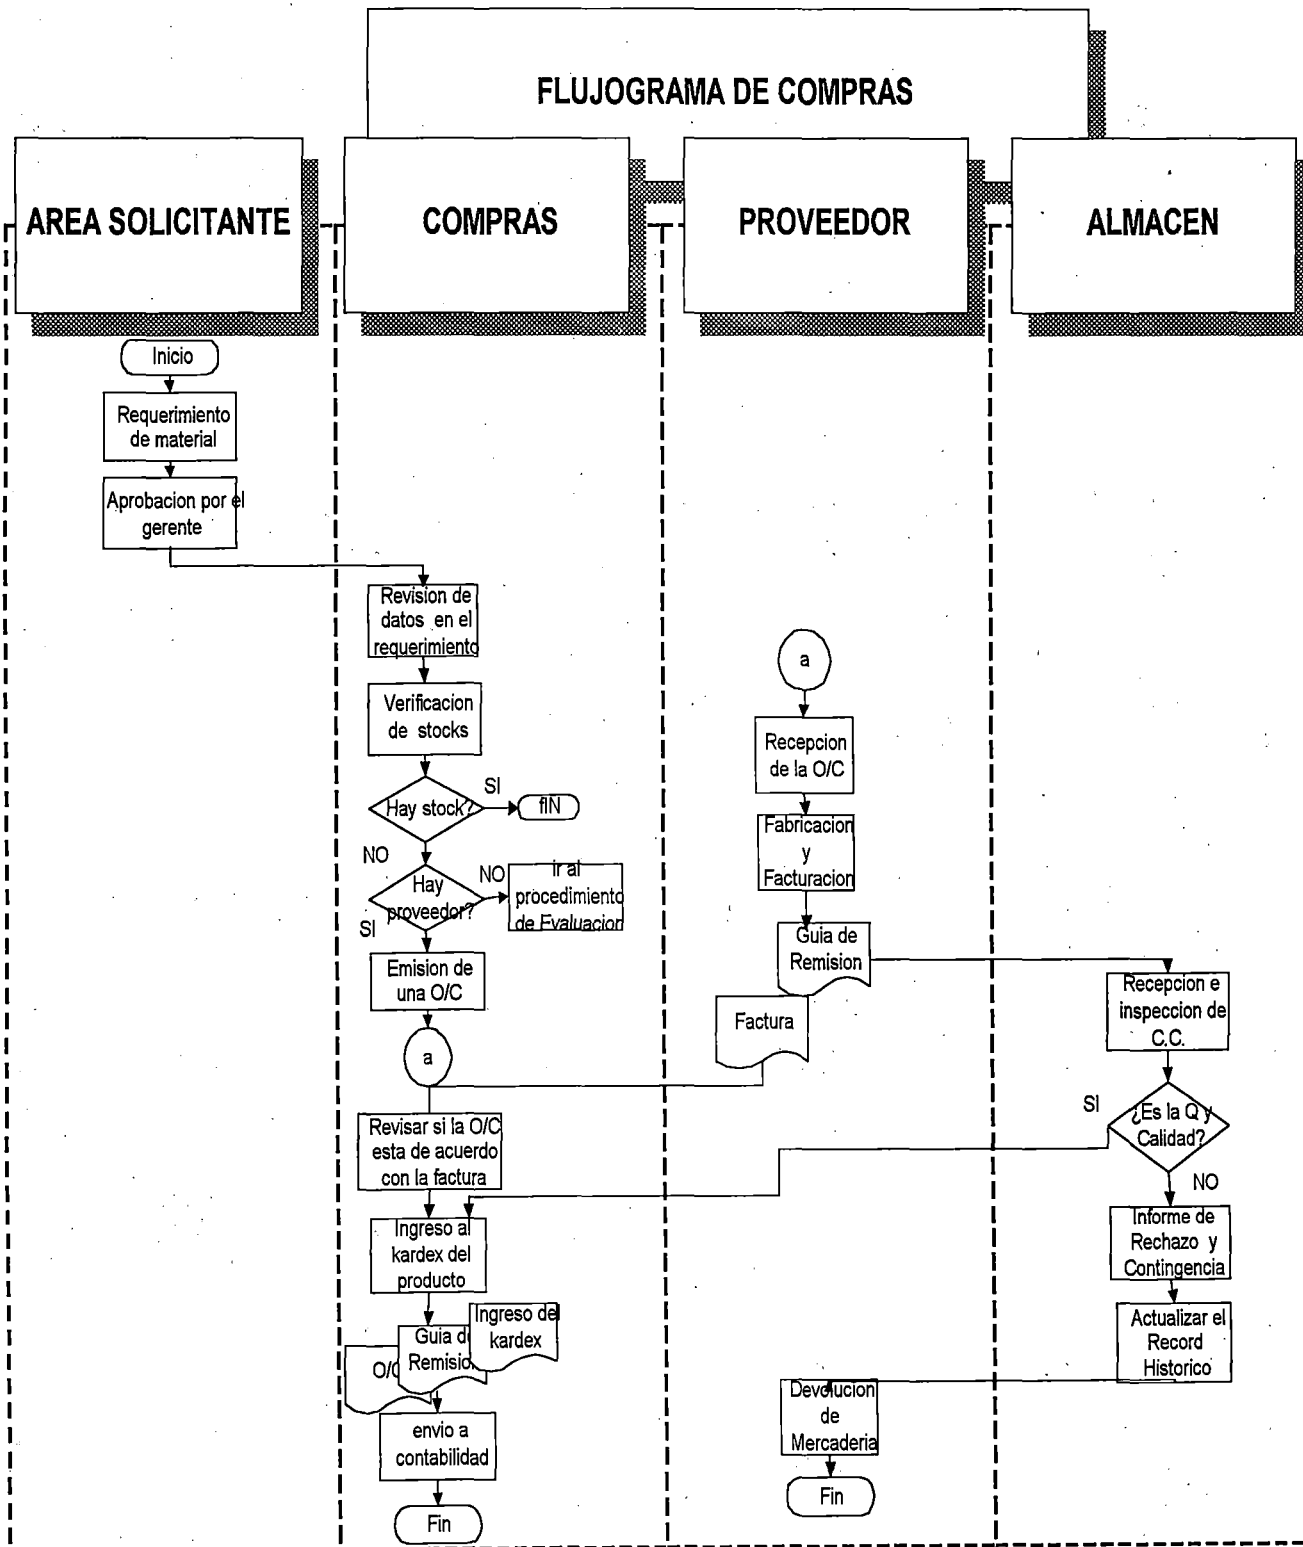 FLUJOGRAMA DE COMPRAS
AREA SOLICITANTE
COMPRAS
PROVEEDOR
ALMACEN
Inicio
Requerimiento
de material
Aprobacion por el
gerente
Revision de
datos en el
requerimiento
Verificacion
de stocks
Hay stock?
SI
fIN
NO
Hay
proveedor?
NO
ir al
procedimiento
de Evaluacion
SI
Emision de
una O/C
a
Revisar si la O/C
esta de acuerdo
con la factura
Ingreso al
kardex del
producto
Ingreso del
kardex
Guia de
Remision
O/C
envio a
contabilidad
Fin
a
Recepcion
de la O/C
Fabricacion
y
Facturacion
Guia de
Remision
Factura
Recepcion e
inspeccion de
C.C.
SI
¿Es la Q y
Calidad?
NO
Informe de
Rechazo y
Contingencia
Actualizar el
Record
Historico
Devolucion
de
Mercaderia
Fin